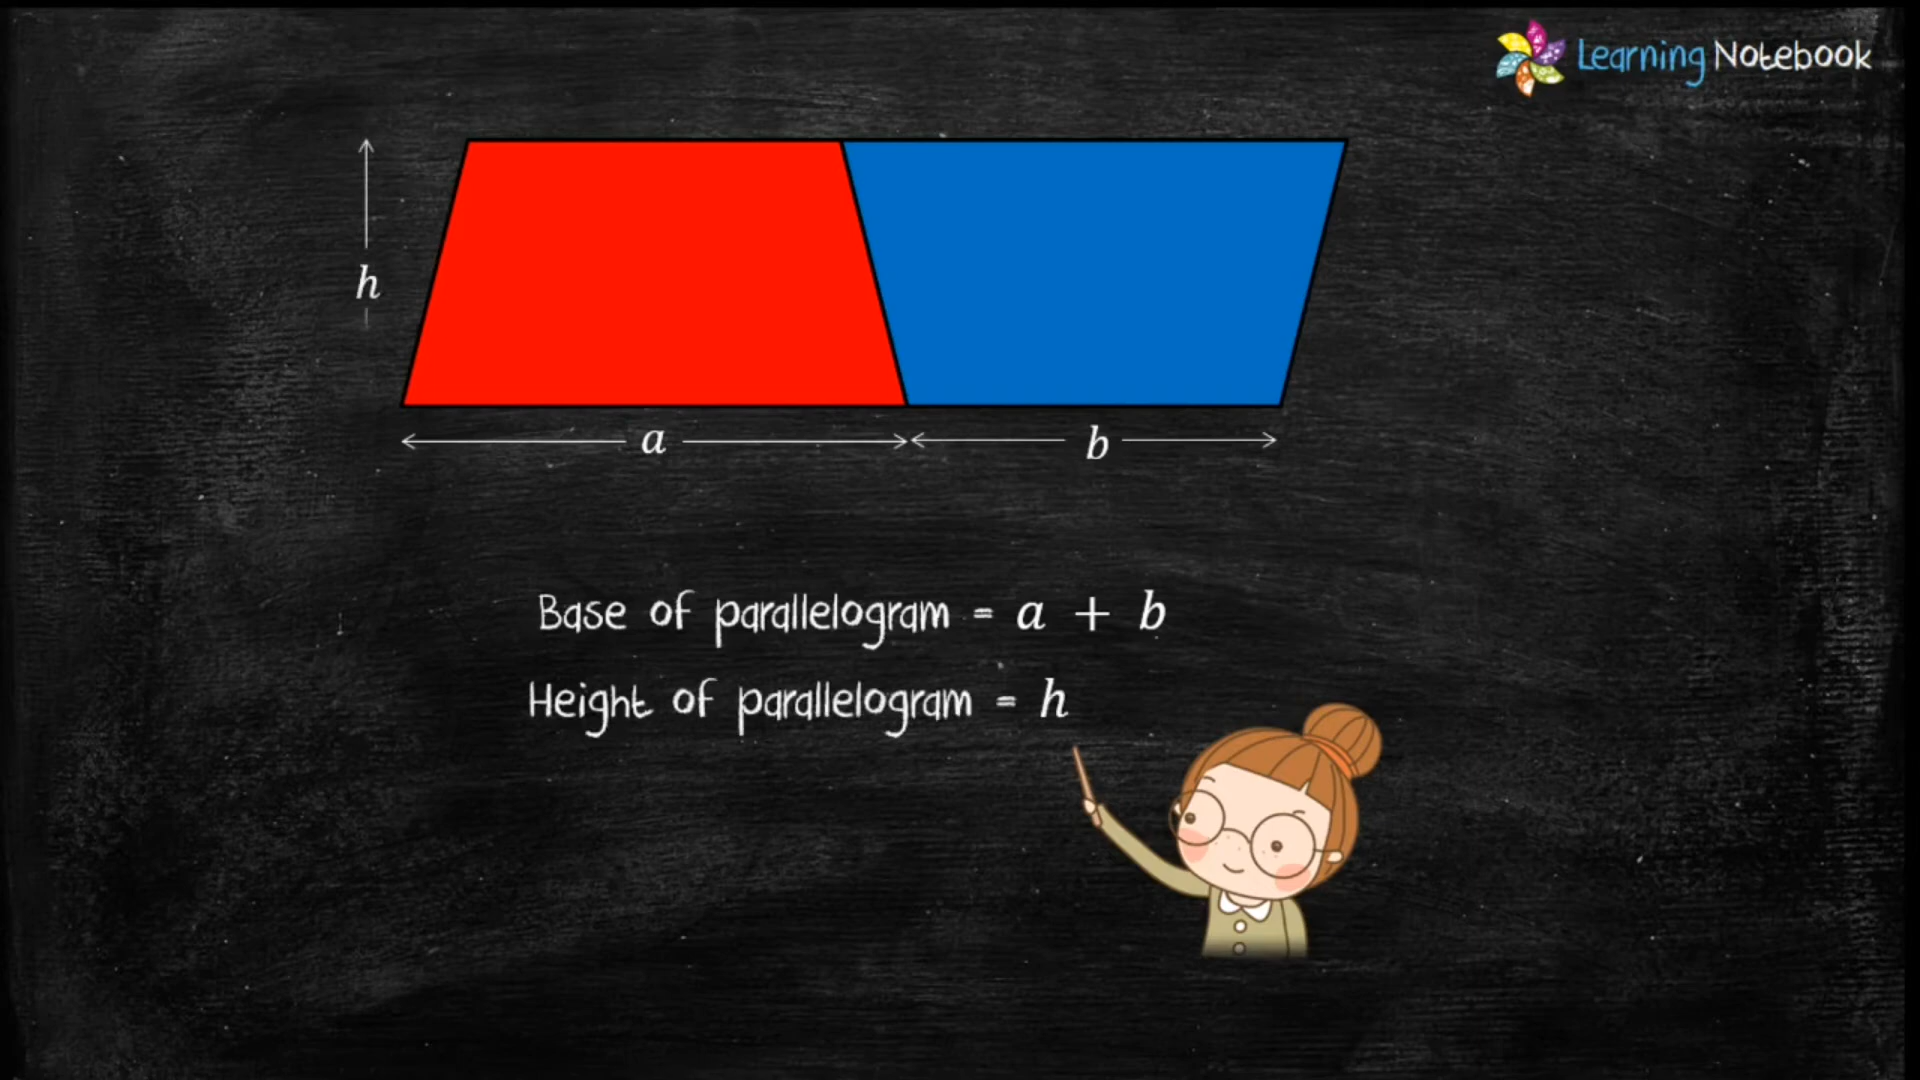 Learning Notebook
h
a
b
Base of parallelogram = a + b
Height of parallelogram = h